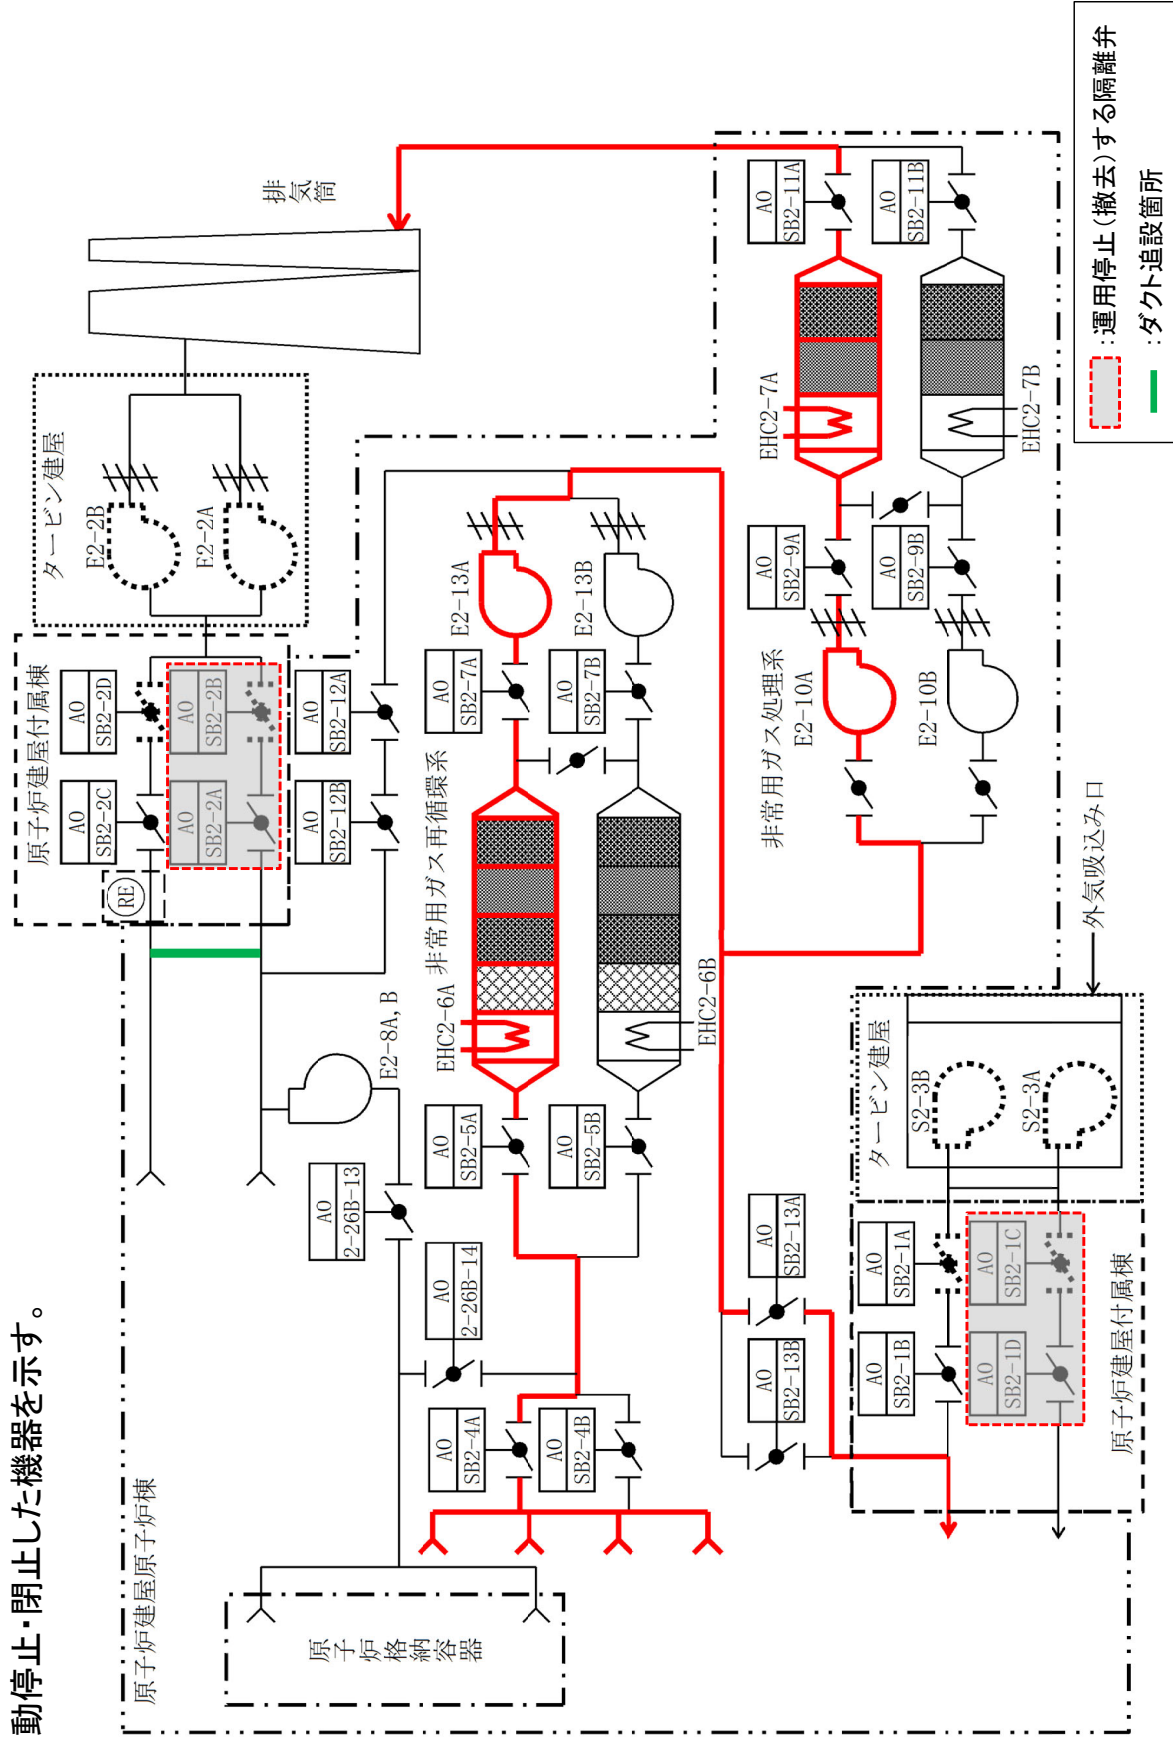 動停止・閉止した機器を示す。
原子炉建屋原子炉棟
原子炉格納容器
原子炉建屋付属棟
RE
AO
SB2-2C
AO
SB2-2D
AO
SB2-2A
AO
SB2-2B
AO
SB2-12B
AO
SB2-12A
タービン建屋
E2-2B
E2-2A
排気筒
E2-8A, B
AO
2-26B-13
AO
2-26B-14
AO
SB2-4A
AO
SB2-4B
AO
SB2-5A
AO
SB2-5B
EHC2-6A
EHC2-6B
非常用ガス再循環系
AO
SB2-7A
AO
SB2-7B
E2-13A
E2-13B
非常用ガス処理系
E2-10A
E2-10B
AO
SB2-9A
AO
SB2-9B
EHC2-7A
EHC2-7B
AO
SB2-11A
AO
SB2-11B
AO
SB2-13B
AO
SB2-13A
タービン建屋
S2-3B
S2-3A
外気吸込み口
AO
SB2-1B
AO
SB2-1A
AO
SB2-1D
AO
SB2-1C
原子炉建屋付属棟
:運用停止(撤去)する隔離弁
:ダクト追設箇所